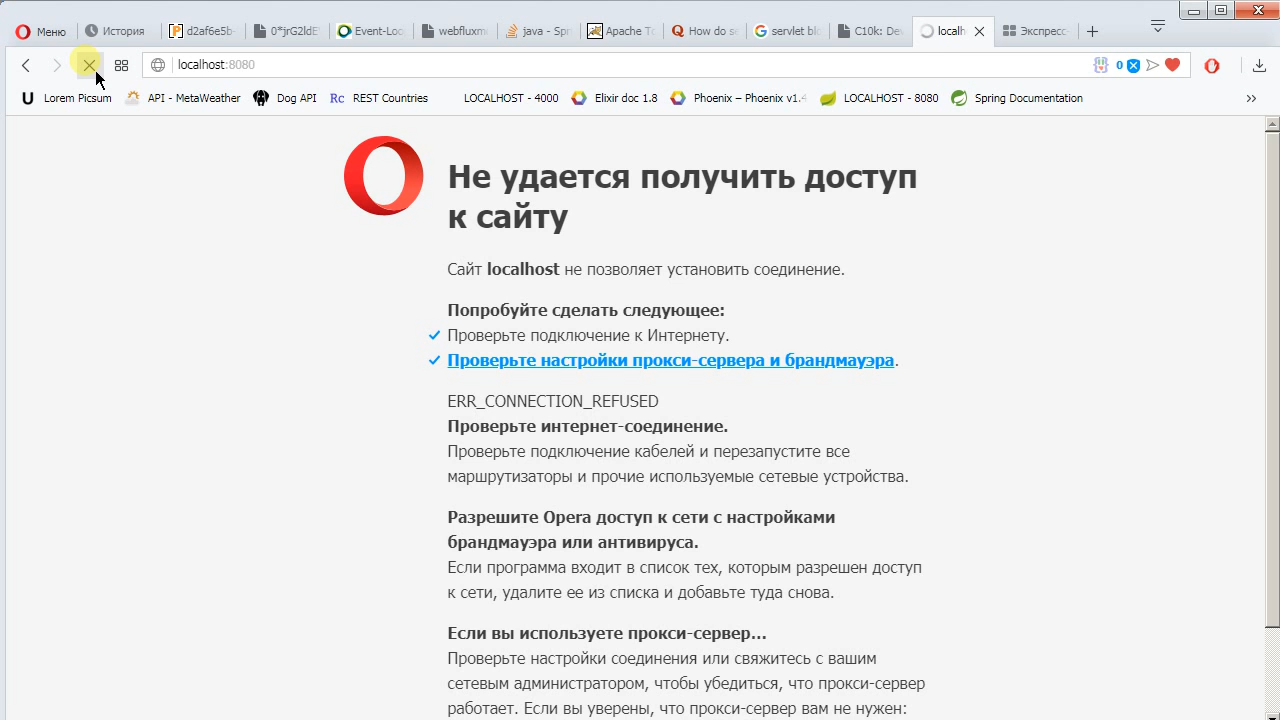 Меню История d2af6e5b- 0*jrG2ldE Event-Loo webfluxm java - Spr Apache To How do se servlet blo C10k: Dev localh Экспресс-
localhost:8080 0
Lorem Picsum API - MetaWeather Dog API Rc REST Countries LOCALHOST - 4000 Elixir doc 1.8 Phoenix – Phoenix v1.4 LOCALHOST - 8080 Spring Documentation »
Не удается получить доступ
к сайту
Сайт localhost не позволяет установить соединение.
Попробуйте сделать следующее:
Проверьте подключение к Интернету.
Проверьте настройки прокси-сервера и брандмауэра.
ERR_CONNECTION_REFUSED
Проверьте интернет-соединение.
Проверьте подключение кабелей и перезапустите все
маршрутизаторы и прочие используемые сетевые устройства.
Разрешите Opera доступ к сети с настройками
брандмауэра или антивируса.
Если программа входит в список тех, которым разрешен доступ
к сети, удалите ее из списка и добавьте туда снова.
Если вы используете прокси-сервер...
Проверьте настройки соединения или свяжитесь с вашим
сетевым администратором, чтобы убедиться, что прокси-сервер
работает. Если вы уверены, что прокси-сервер вам не нужен: